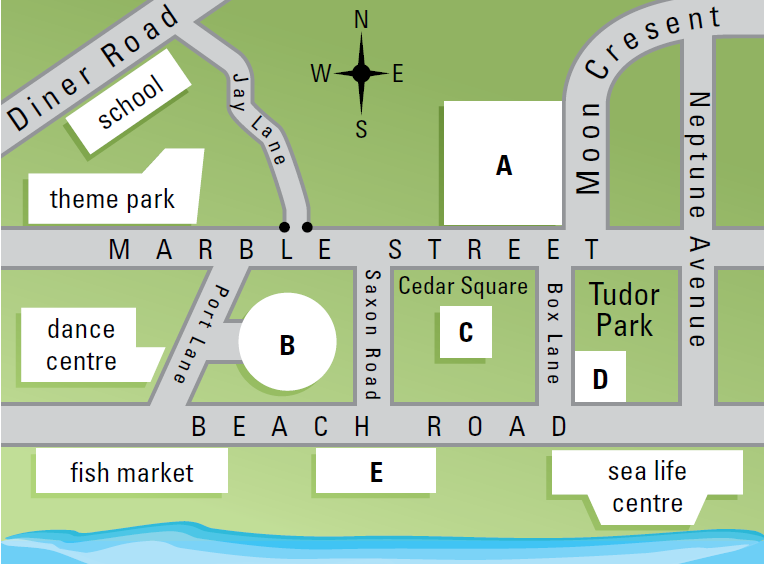 N
W E
S
Diner Road
school
Jay Lane
theme park
A
Moon Cresent
Neptune Avenue
MARBLE STREET
Port Lane
Saxon Road
Cedar Square
Box Lane
Tudor
Park
dance
centre
B
C
D
BEACH ROAD
fish market
E
sea life
centre